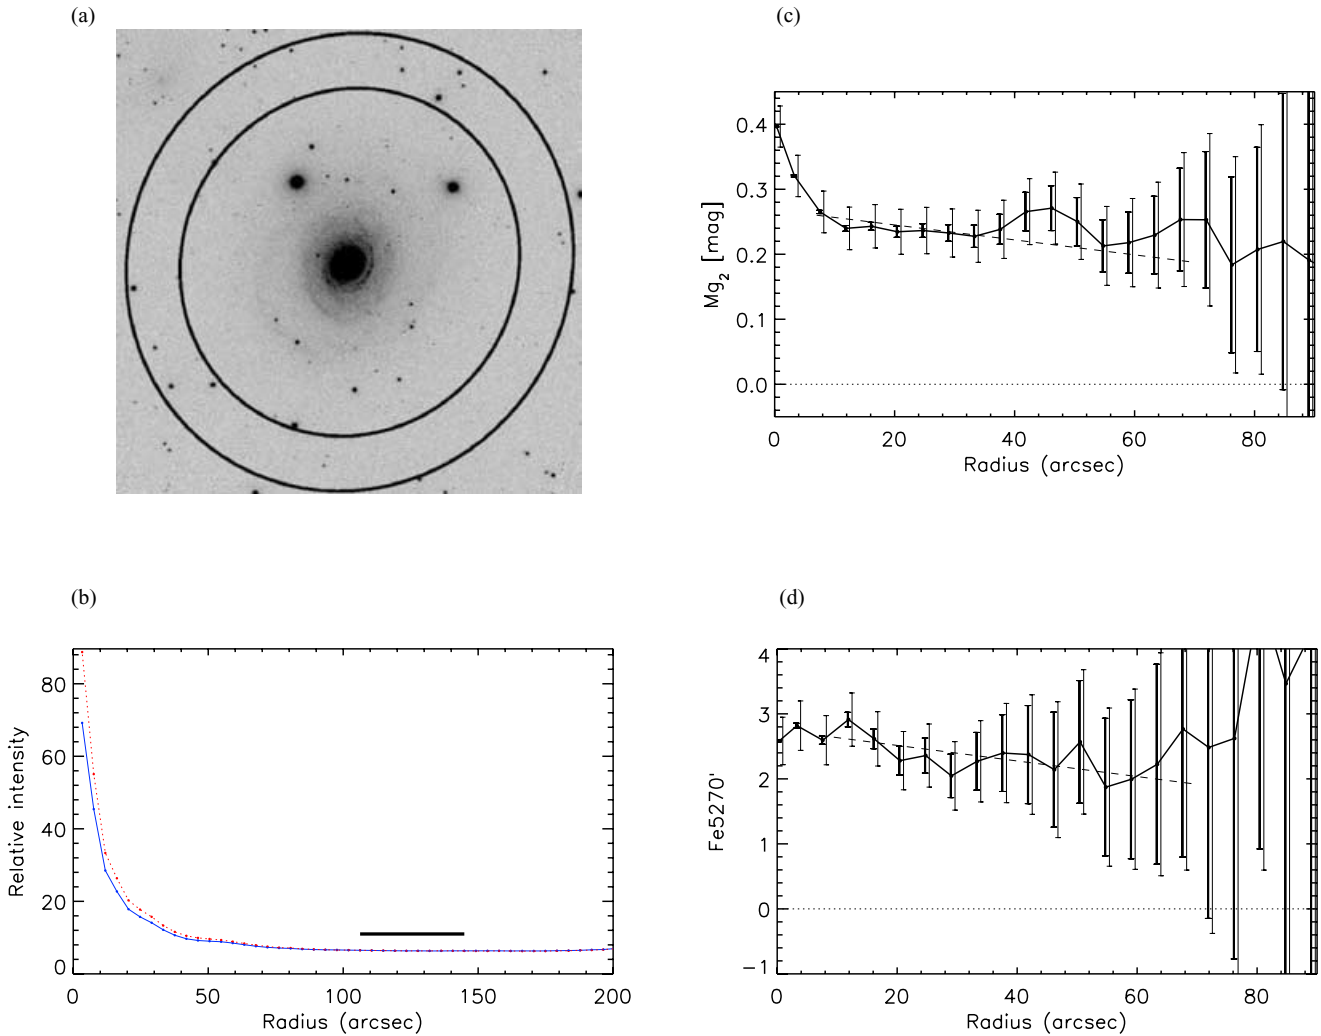 (a)
(c)
0.4
0.3
0.2
0.1
0.0
Mg2 [mag]
0 20 40 60 80
Radius (arcsec)
(b)
(d)
80
60
40
20
0
Relative intensity
0 50 100 150 200
Radius (arcsec)
4
3
2
1
0
−1
Fe5270'
0 20 40 60 80
Radius (arcsec)